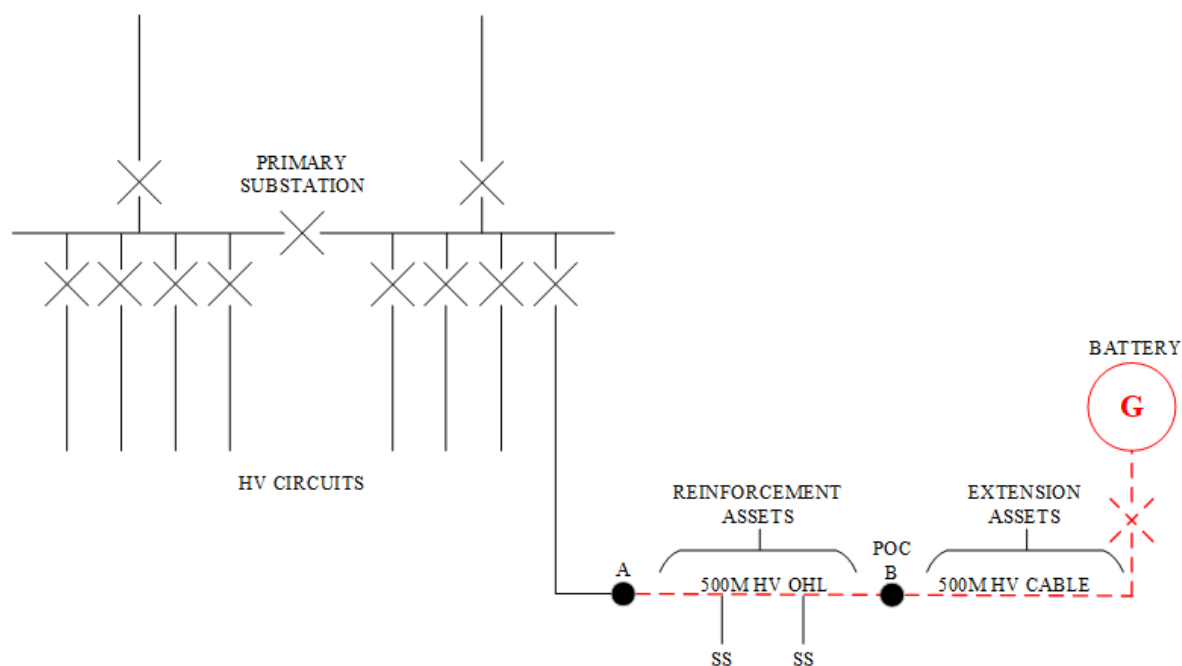 PRIMARY
SUBSTATION
HV CIRCUITS
BATTERY
G
REINFORCEMENT
ASSETS
EXTENSION
ASSETS
A
500M HV OHL
POC
B
500M HV CABLE
SS
SS